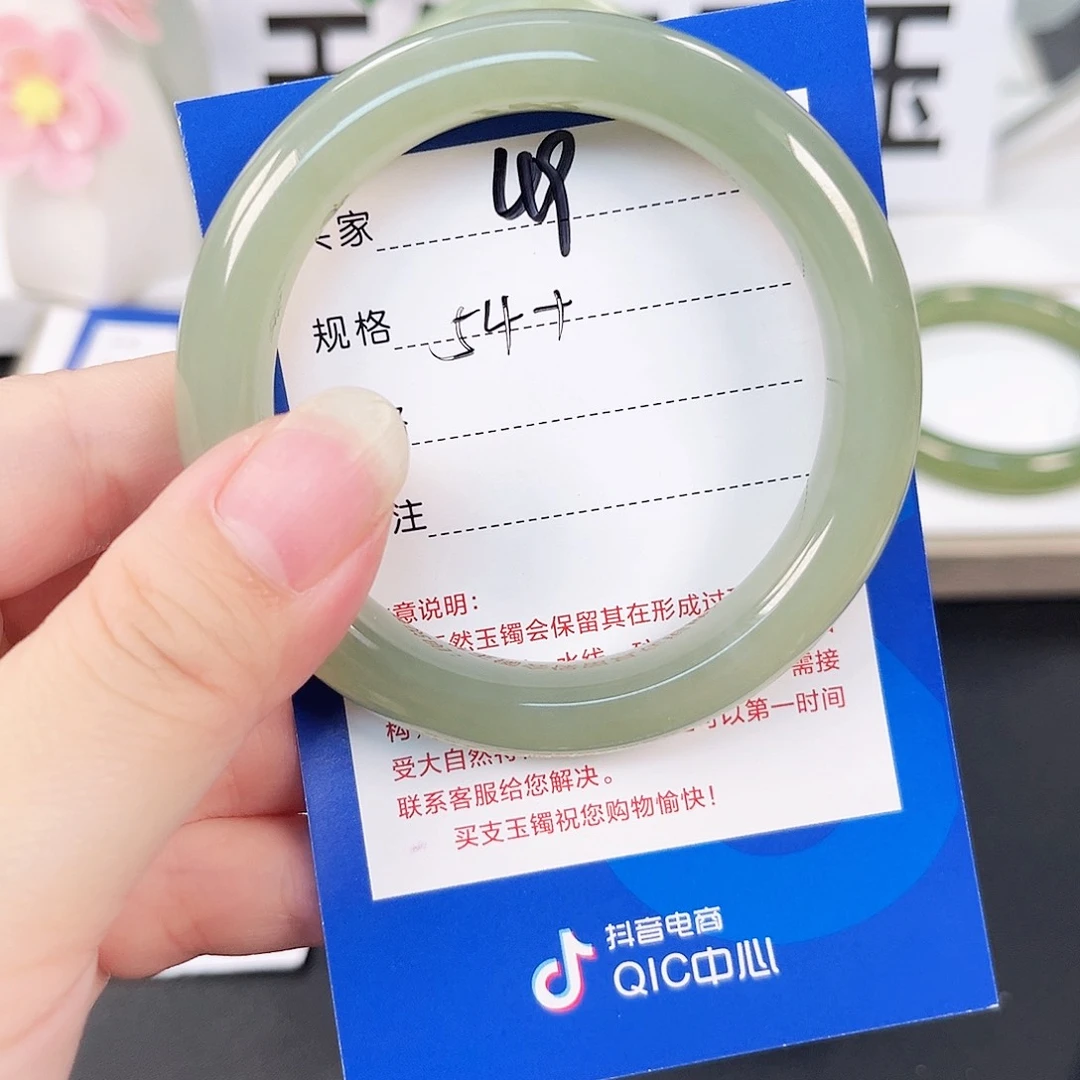 玉
家 49
规格 54+
注
意说明：
然玉镯会保留其在形成过
水线
需接
构
可以第一时间
受大自然
联系客服给您解决。
买支玉镯祝您购物愉快！
抖音电商
QIC中心